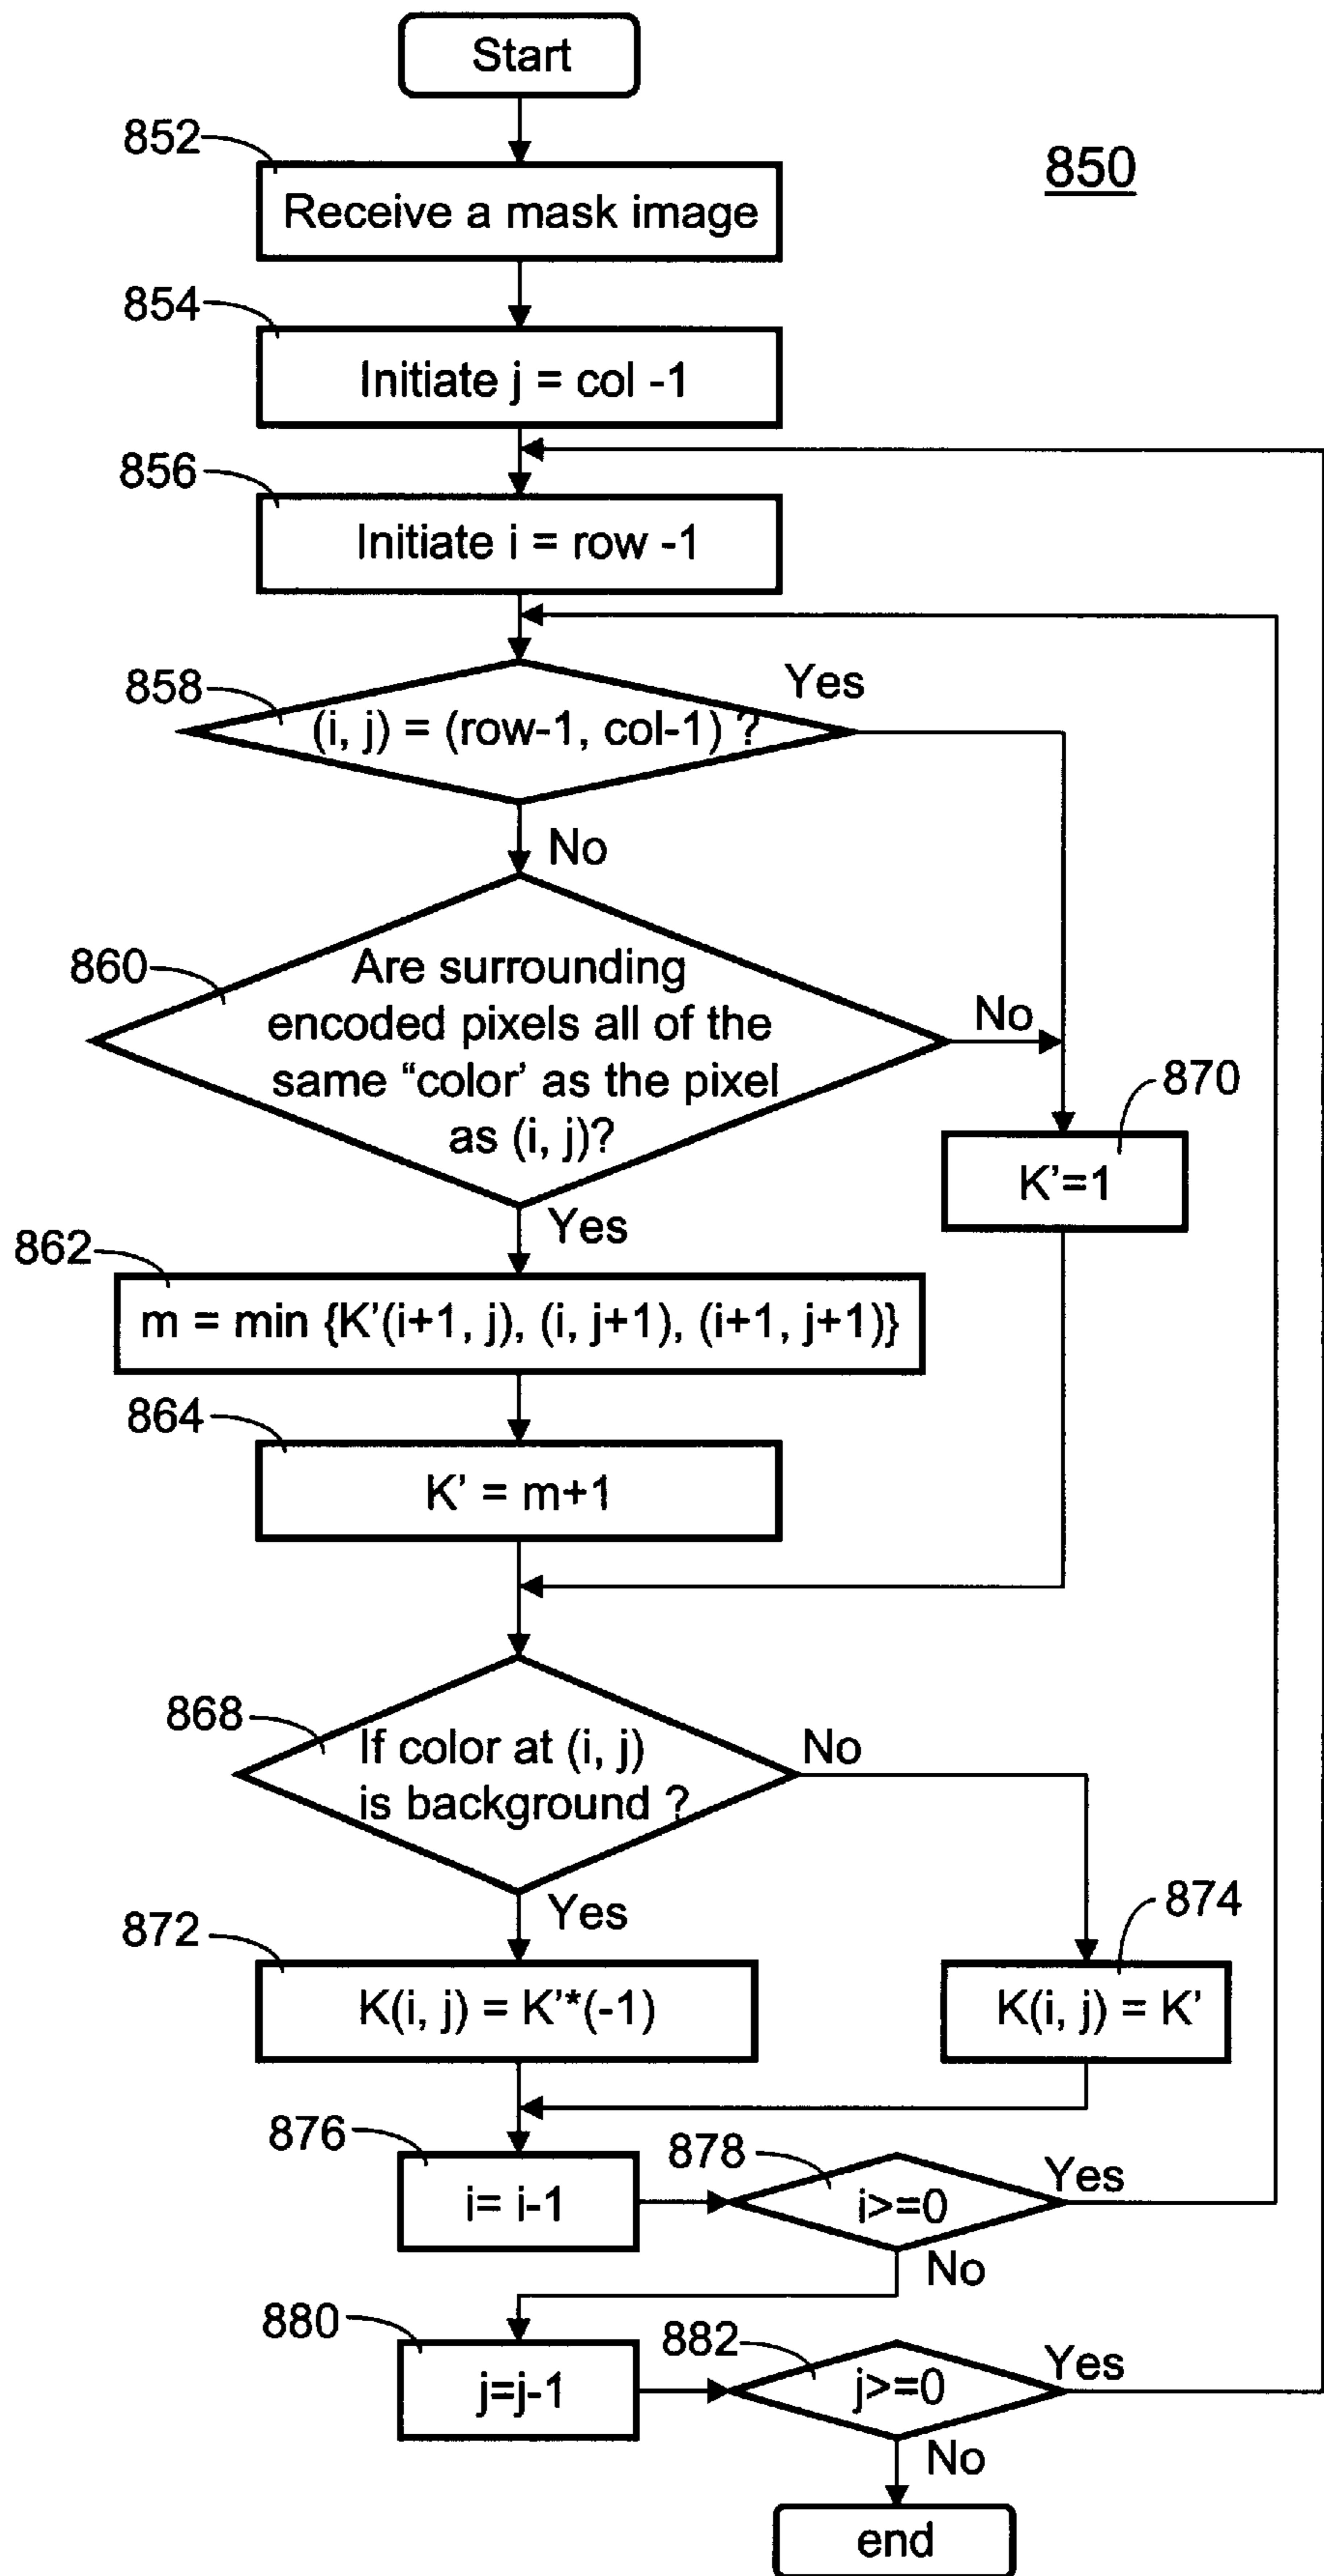 Start
850
852
Receive a mask image
854
Initiate j = col -1
856
Initiate i = row -1
858
(i, j) = (row-1, col-1) ?
Yes
No
860
Are surrounding
encoded pixels all of the
same “color’ as the pixel
as (i, j)?
No
Yes
870
K’=1
862
m = min {K’(i+1, j), (i, j+1), (i+1, j+1)}
864
K’ = m+1
868
If color at (i, j)
is background ?
No
Yes
872
K(i, j) = K’*(-1)
874
K(i, j) = K’
876
i= i-1
878
i>=0
Yes
No
880
j=j-1
882
j>=0
Yes
No
end